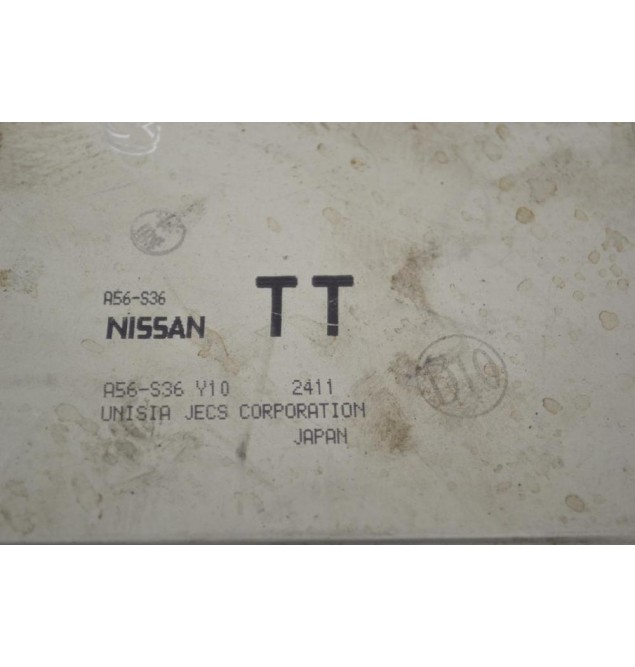 A56-S36
NISSAN TT
A56-S36 Y10 2411
UNISIA JECS CORPORATION
JAPAN